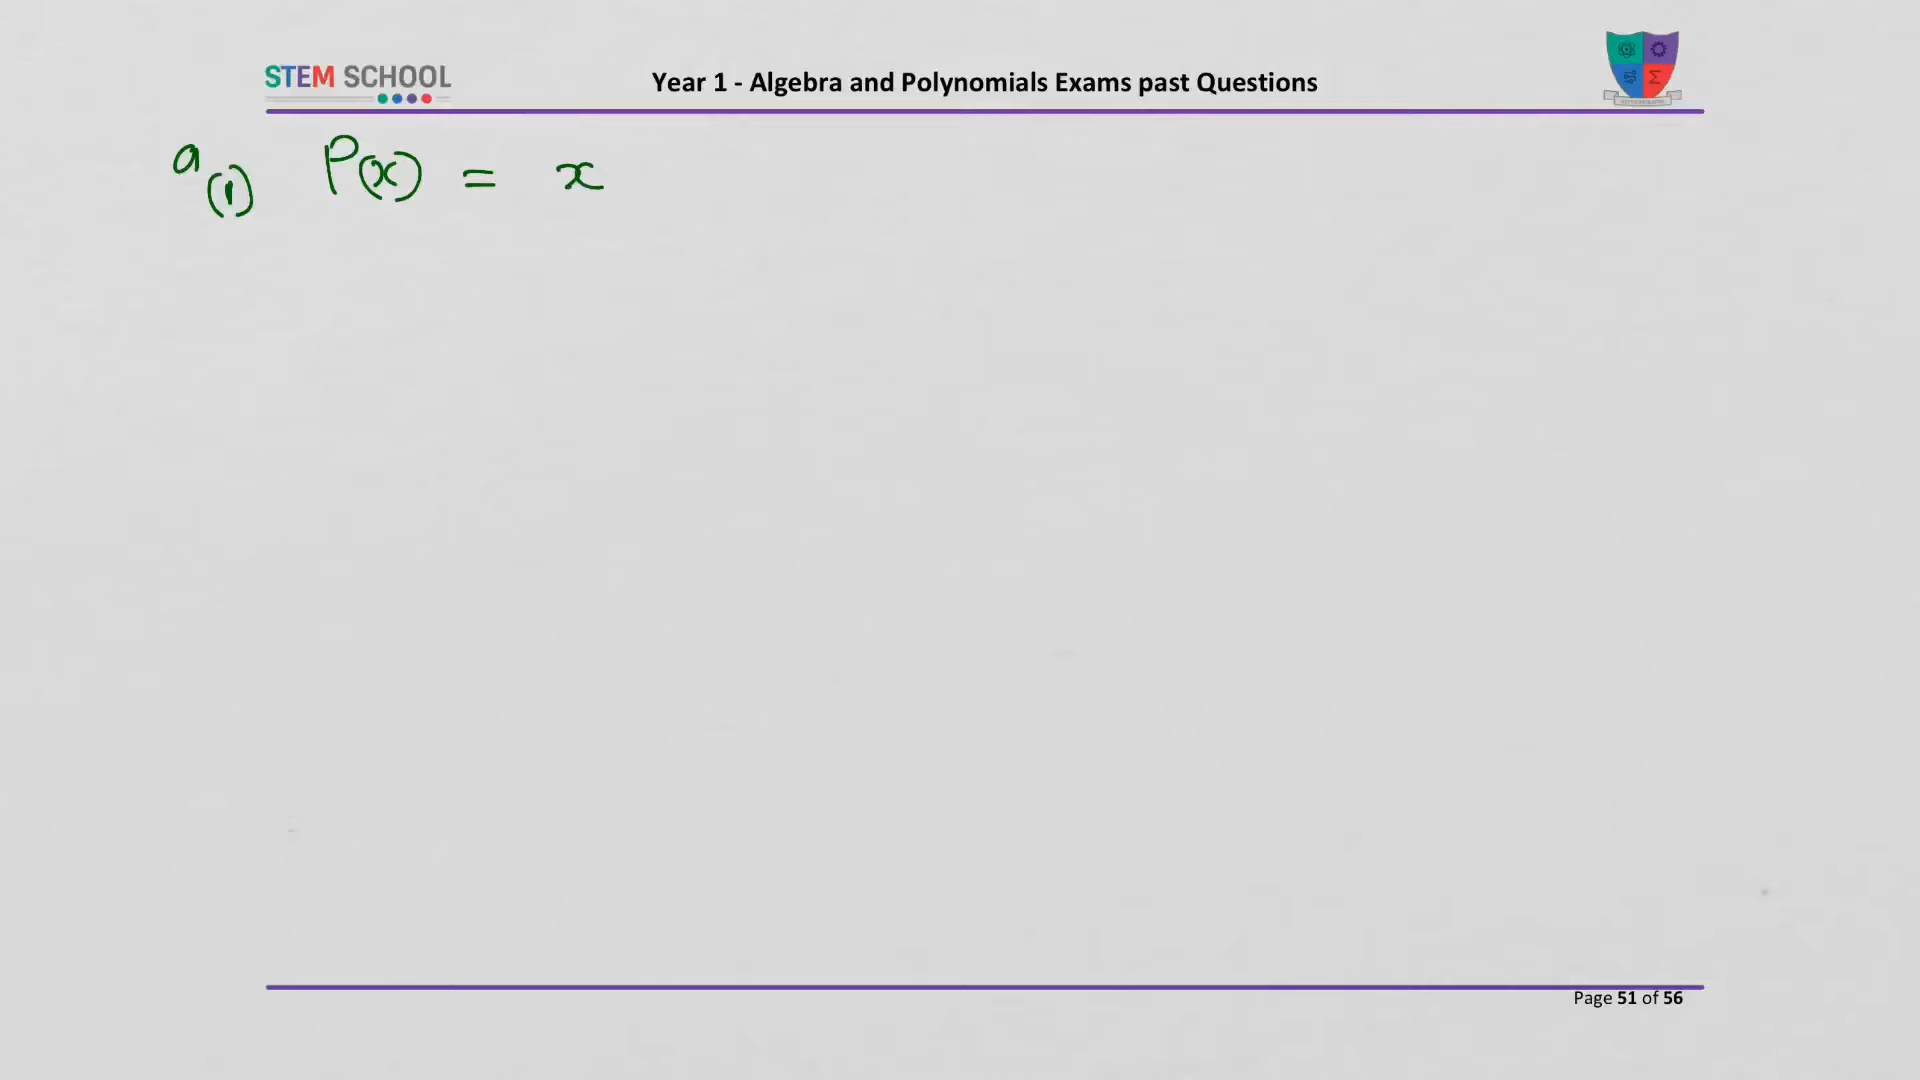 STEM SCHOOL
Year 1 - Algebra and Polynomials Exams past Questions
a (1) P(x) = x
Page 51 of 56